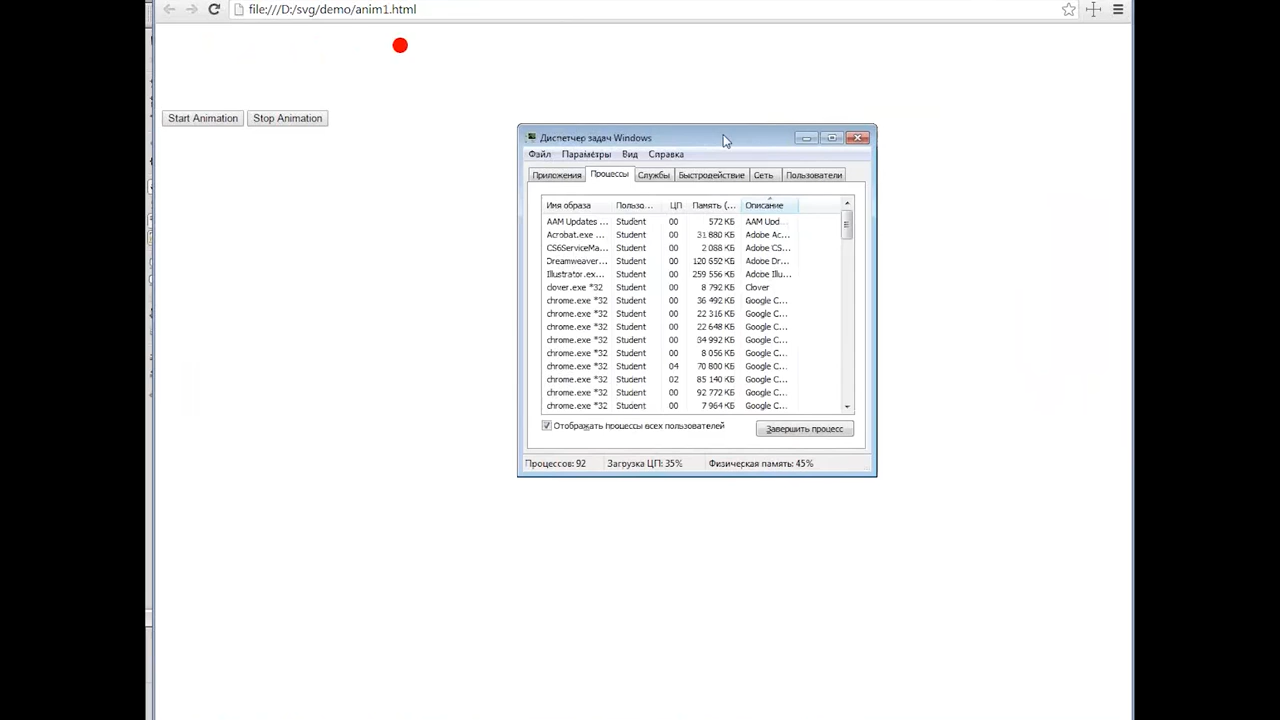 file:///D:/svg/demo/anim1.html
Start Animation Stop Animation
Диспетчер задач Windows
Файл Параметры Вид Справка
Приложения Процессы Службы Быстродействие Сеть Пользователи
Имя образа Пользо... ЦП Память (... Описание
AAM Updates ... Student 00 572 КБ AAM Upd...
Acrobat.exe ... Student 00 31 880 КБ Adobe Ac...
CS6ServiceMa... Student 00 2 088 КБ Adobe CS...
Dreamweaver... Student 00 120 652 КБ Adobe Dr...
Illustrator.ex... Student 00 259 556 КБ Adobe Illu...
clover.exe *32 Student 00 8 792 КБ Clover
chrome.exe *32 Student 00 36 492 КБ Google C...
chrome.exe *32 Student 00 22 316 КБ Google C...
chrome.exe *32 Student 00 22 648 КБ Google C...
chrome.exe *32 Student 00 34 992 КБ Google C...
chrome.exe *32 Student 00 8 056 КБ Google C...
chrome.exe *32 Student 04 70 800 КБ Google C...
chrome.exe *32 Student 02 85 140 КБ Google C...
chrome.exe *32 Student 00 92 772 КБ Google C...
chrome.exe *32 Student 00 7 964 КБ Google C...
Отображать процессы всех пользователей Завершить процесс
Процессов: 92 Загрузка ЦП: 35% Физическая память: 45%